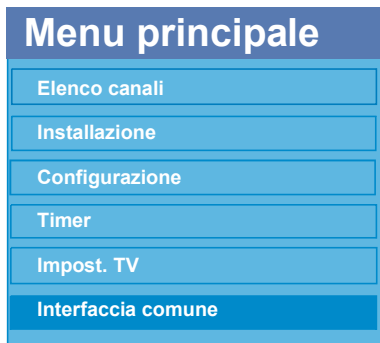 Menu principale
Elenco canali
Installazione
Configurazione
Timer
Impost. TV
Interfaccia comune